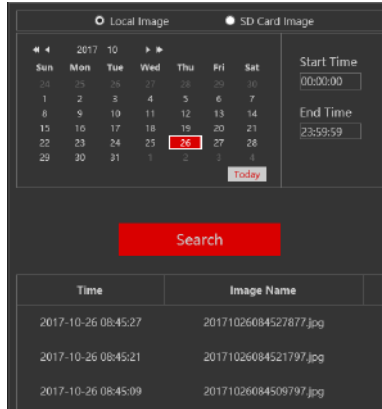 Local Image SD Card Image
2017 10
Sun Mon Tue Wed Thu Fri Sat
24 25 26 27 28 29 30
1 2 3 4 5 6 7
8 9 10 11 12 13 14
15 16 17 18 19 20 21
22 23 24 25 26 27 28
29 30 31 1 2 3 4
Today
Start Time
00:00:00
End Time
23:59:59
Search
Time Image Name
2017-10-26 08:45:27 20171026084527877.jpg
2017-10-26 08:45:21 20171026084521797.jpg
2017-10-26 08:45:09 20171026084509797.jpg